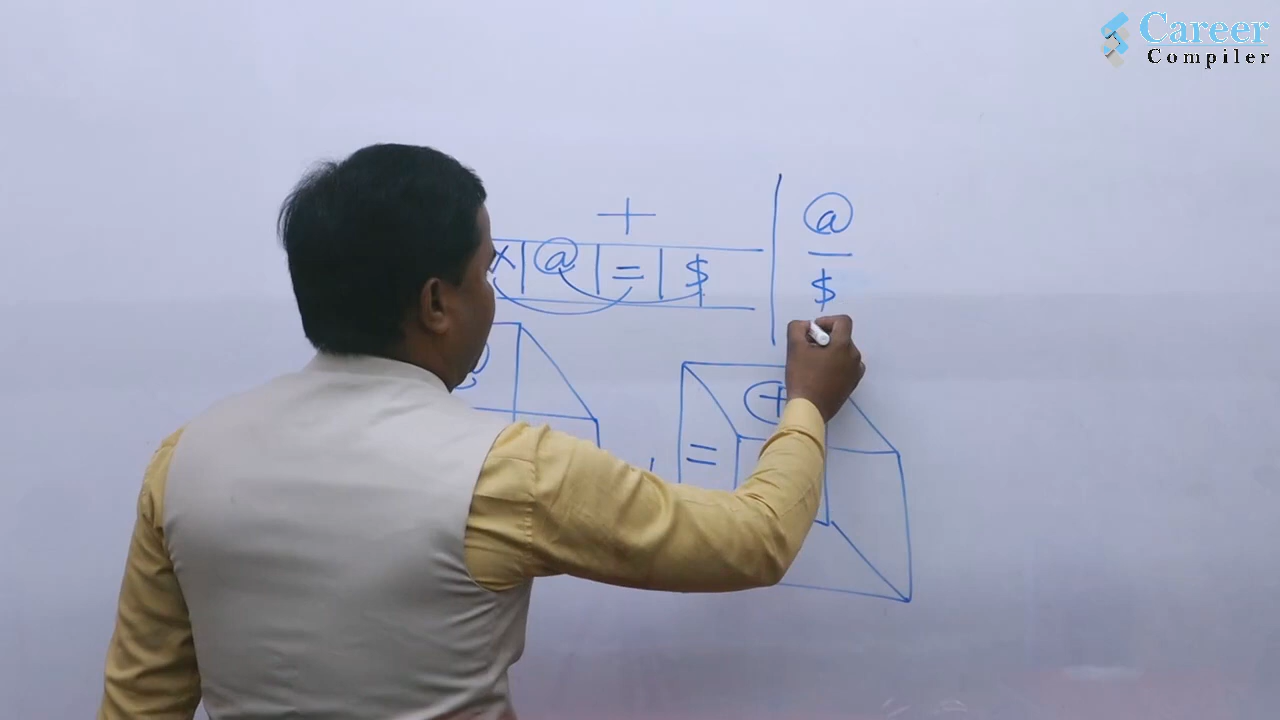 Career
Compiler
+
x | @ | = | $
@
$
@
+
=